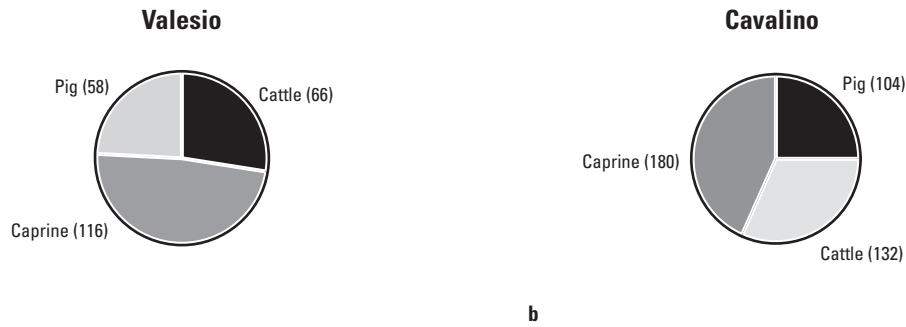 Valesio
Pig (58)
Cattle (66)
Caprine (116)
Cavalino
Pig (104)
Caprine (180)
Cattle (132)
b